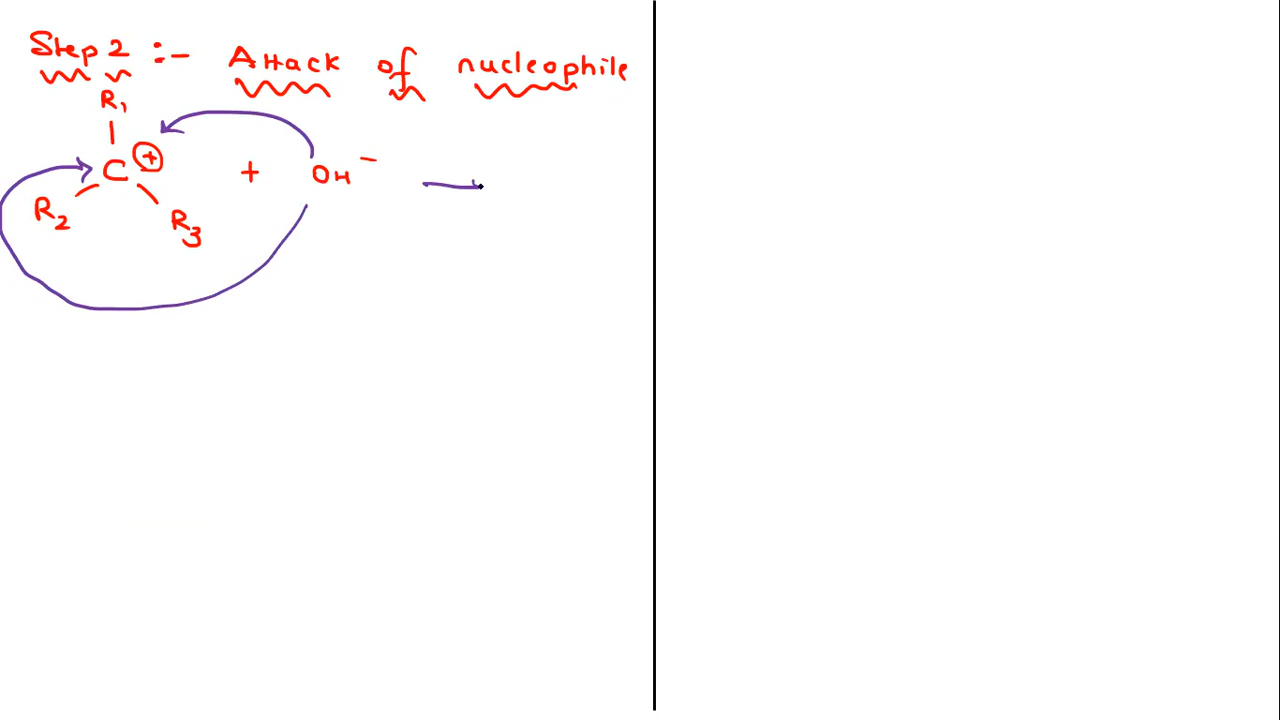 Step 2 :- Attack of nucleophile
R₁
C⊕ + OH⁻
R₂ R₃